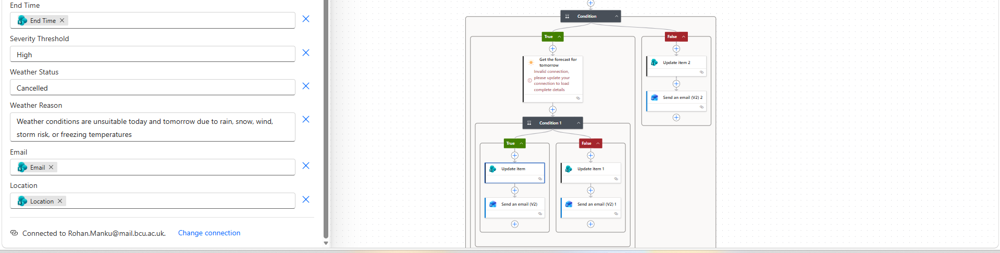 End Time
End Time
Severity Threshold
High
Weather Status
Cancelled
Weather Reason
Weather conditions are unsuitable today and tomorrow due to rain, snow, wind,
storm risk, or freezing temperatures
Email
Email
Location
Location
Connected to Rohan.Manku@mail.bcu.ac.uk. Change connection
Condition
True
False
Get the forecast for
tomorrow
Invalid connection,
please update your
connection to load
complete details
Update item 2
Send an email (V2) 2
Condition 1
True
False
Update item
Update item 1
Send an email (V2)
Send an email (V2) 1